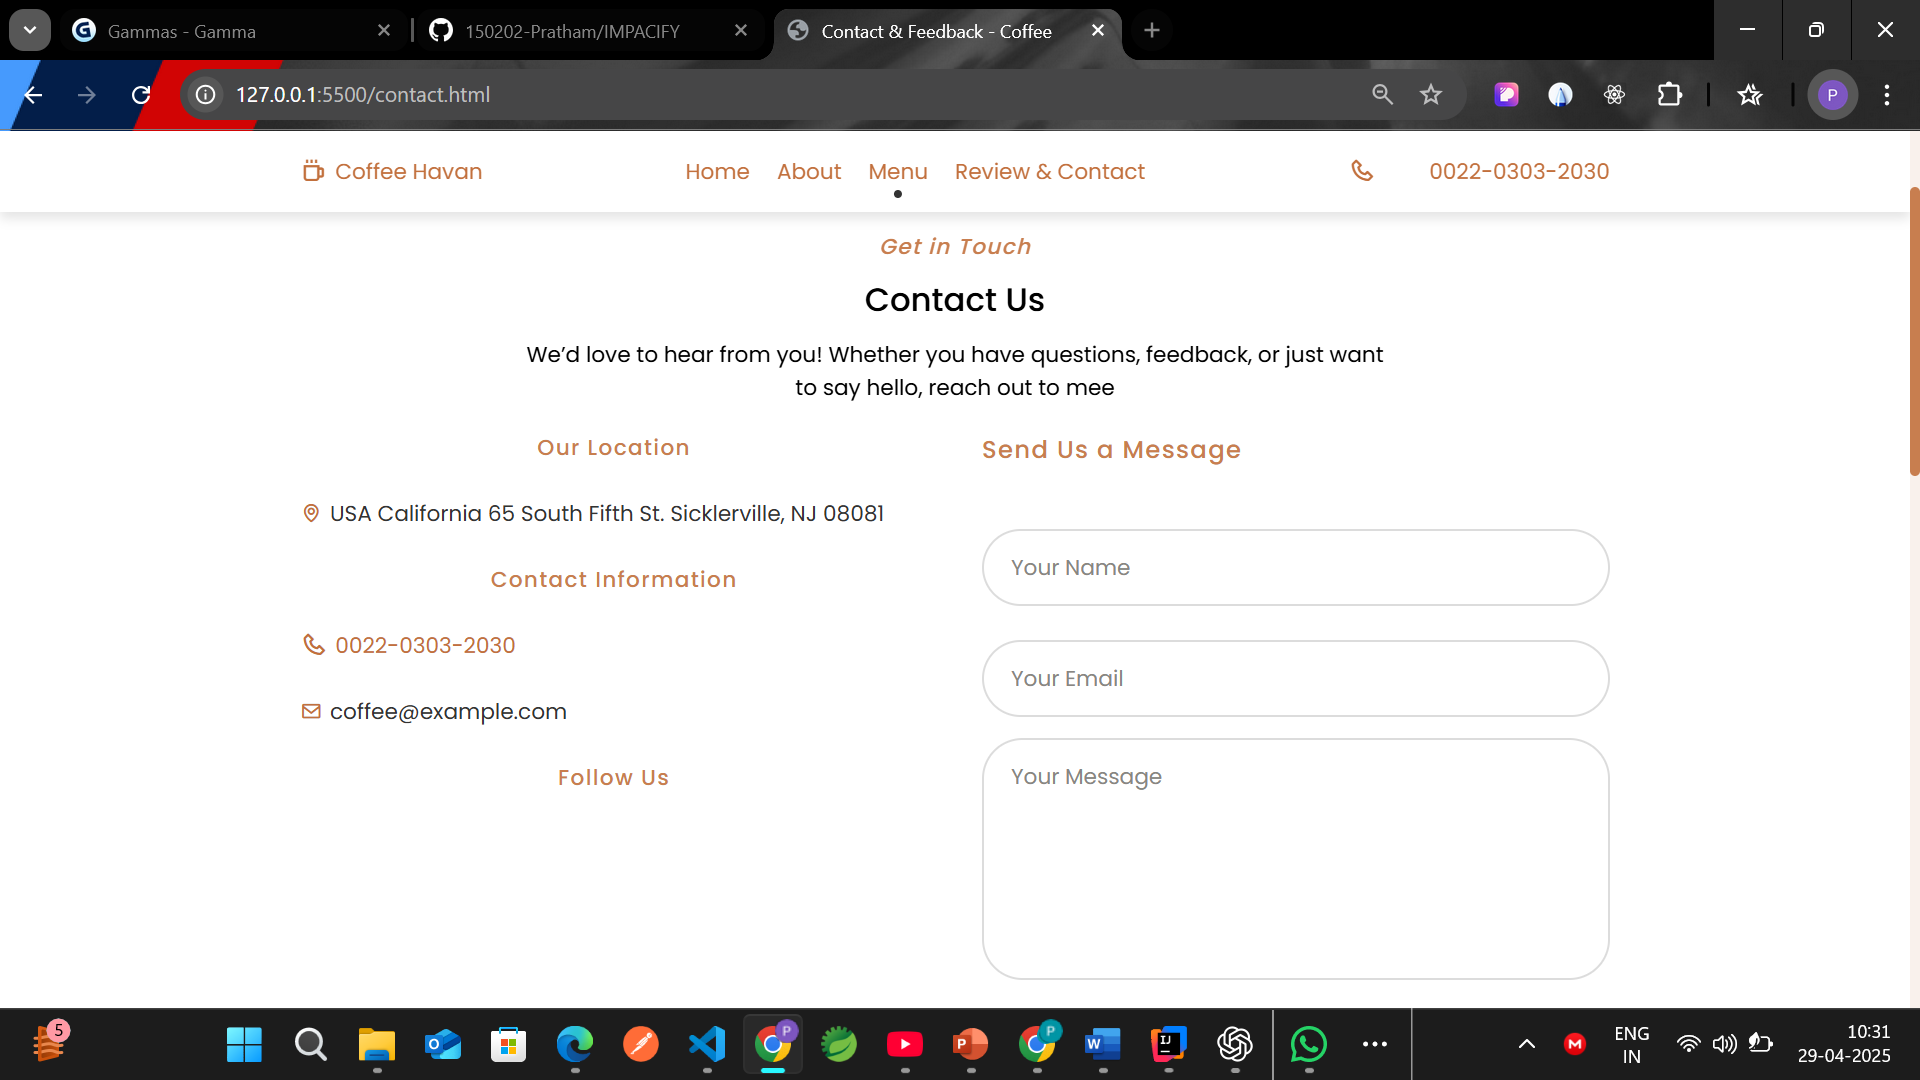 Gammas - Gamma
150202-Pratham/IMPACIFY
Contact & Feedback - Coffee
127.0.0.1:5500/contact.html
P
Coffee Havan
Home About Menu Review & Contact
0022-0303-2030
Get in Touch
Contact Us
We’d love to hear from you! Whether you have questions, feedback, or just want
to say hello, reach out to mee
Our Location
USA California 65 South Fifth St. Sicklerville, NJ 08081
Contact Information
0022-0303-2030
coffee@example.com
Follow Us
Send Us a Message
Your Name
Your Email
Your Message
5
ENG
IN
10:31
29-04-2025